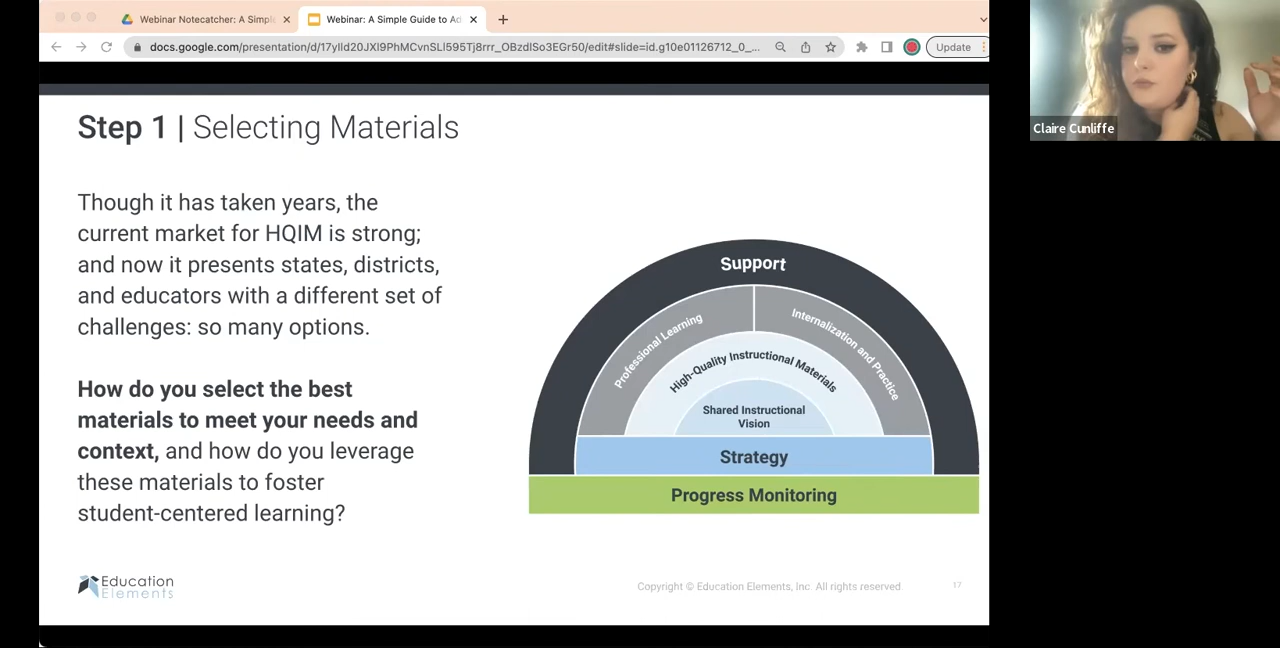 Webinar Notecatcher: A Simple
Webinar: A Simple Guide to Ad
docs.google.com/presentation/d/17ylld20JXl9PhMCvnSLl595Tj8rrr_OBzdlSo3EGr50/edit#slide=id.g10e01126712_0_...
Update
Claire Cunliffe
Step 1 | Selecting Materials
Though it has taken years, the
current market for HQIM is strong;
and now it presents states, districts,
and educators with a different set of
challenges: so many options.
How do you select the best
materials to meet your needs and
context, and how do you leverage
these materials to foster
student-centered learning?
Support
Professional Learning
Internalization and Practice
High-Quality Instructional Materials
Shared Instructional
Vision
Strategy
Progress Monitoring
Education
Elements
Copyright © Education Elements, Inc. All rights reserved
17